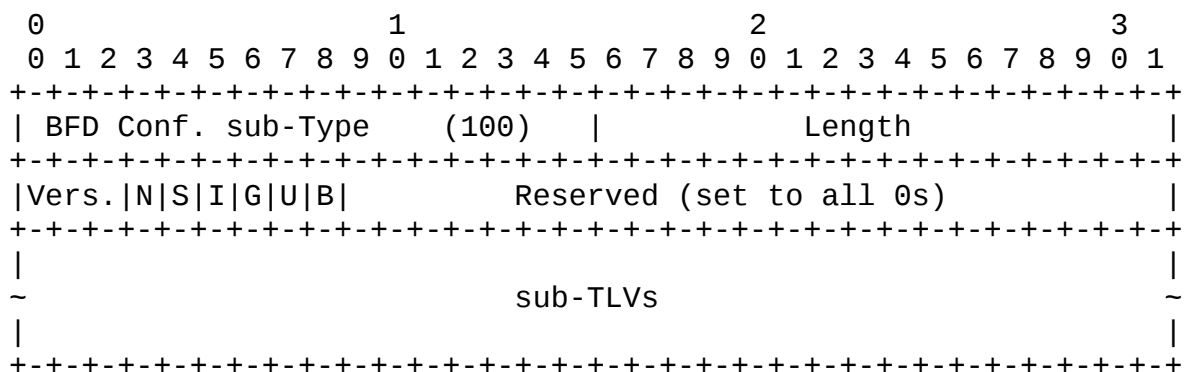 0                   1                   2                   3
 0 1 2 3 4 5 6 7 8 9 0 1 2 3 4 5 6 7 8 9 0 1 2 3 4 5 6 7 8 9 0 1
+-+-+-+-+-+-+-+-+-+-+-+-+-+-+-+-+-+-+-+-+-+-+-+-+-+-+-+-+-+-+-+-+
| BFD Conf. sub-Type    (100)   |           Length              |
+-+-+-+-+-+-+-+-+-+-+-+-+-+-+-+-+-+-+-+-+-+-+-+-+-+-+-+-+-+-+-+-+
|Vers.|N|S|I|G|U|B|         Reserved (set to all 0s)            |
+-+-+-+-+-+-+-+-+-+-+-+-+-+-+-+-+-+-+-+-+-+-+-+-+-+-+-+-+-+-+-+-+
|                                                               |
~                           sub-TLVs                            ~
|                                                               |
+-+-+-+-+-+-+-+-+-+-+-+-+-+-+-+-+-+-+-+-+-+-+-+-+-+-+-+-+-+-+-+-+